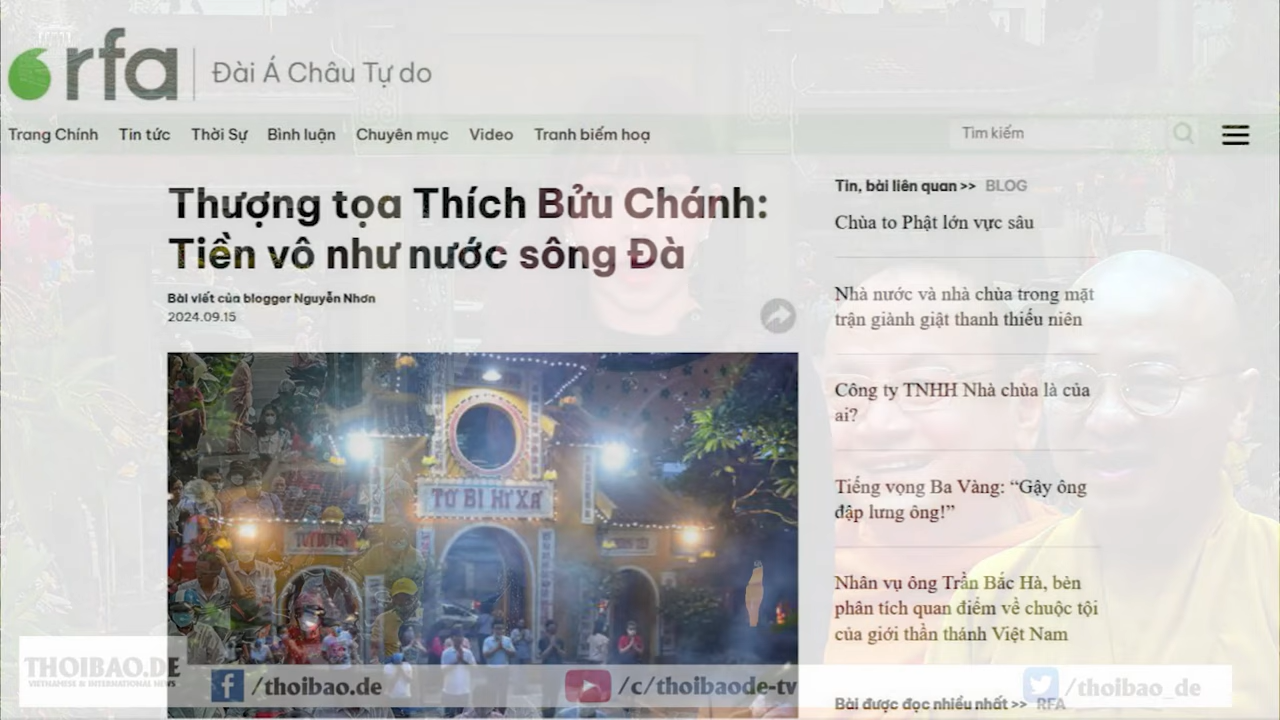 rfa Đài Á Châu Tự do
Trang Chính Tin tức Thời Sự Bình luận Chuyên mục Video Tranh biếm hoạ Tìm kiếm
Thượng tọa Thích Bửu Chánh:
Tiền vô như nước sông Đà
Bài viết của blogger Nguyễn Nhơn
2024.09.15
TỪ BI HỈ XẢ
TÙY DUYÊN
Tin, bài liên quan >> BLOG
Chùa to Phật lớn vực sâu
Nhà nước và nhà chùa trong mặt
trận giành giật thanh thiếu niên
Công ty TNHH Nhà chùa là của
ai?
Tiếng vọng Ba Vàng: “Gậy ông
đập lưng ông!”
Nhân vụ ông Trần Bắc Hà, bèn
phân tích quan điểm về chuộc tội
của giới thần thánh Việt Nam
Bài được đọc nhiều nhất >> RFA
THOIBAO.DE
VIETNAMESE & INTERNATIONAL NEWS
/thoibao.de
/c/thoibaode-tv
/thoibao_de